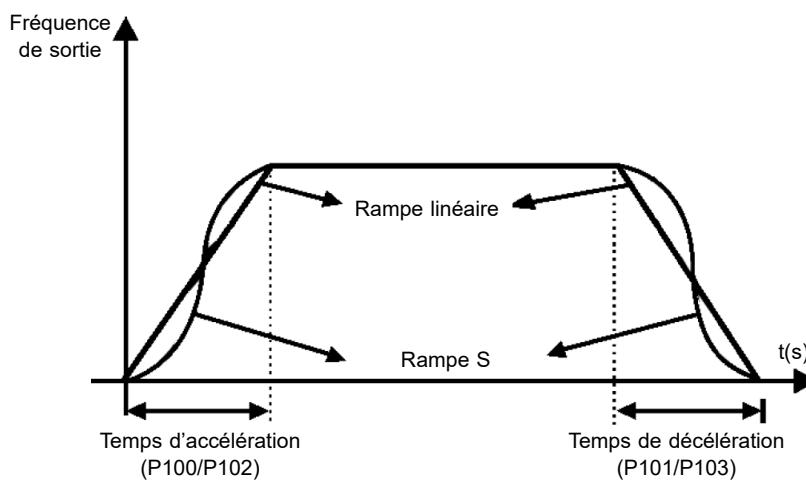 Fréquence
de sortie
Rampe linéaire
Rampe S
t(s)
Temps d'accélération
(P100/P102)
Temps de décélération
(P101/P103)